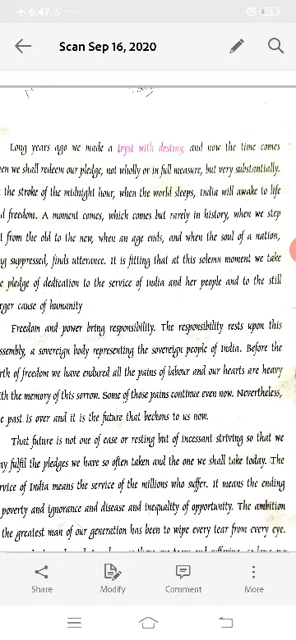 6:47
Scan Sep 16, 2020
Long years ago we made a tryst with destiny, and now the time comes
en we shall redeem our pledge, not wholly or in full measure, but very substantially.
the stroke of the midnight hour, when the world sleeps, India will awake to life
d freedom. A moment comes, which comes but rarely in history, when we step
t from the old to the new, when an age ends, and when the soul of a nation,
ng suppressed, finds utterance. It is fitting that at this solemn moment we take
e pledge of dedication to the service of India and her people and to the still
rger cause of humanity
Freedom and power bring responsibility. The responsibility rests upon this
ssembly, a sovereign body representing the sovereign people of India. Before the
rth of freedom we have endured all the pains of labour and our hearts are heavy
ith the memory of this sorrow. Some of those pains continue even now. Nevertheless,
e past is over and it is the future that beckons to us now.
That future is not one of ease or resting but of incessant striving so that we
ay fulfil the pledges we have so often taken and the one we shall take today. The
rvice of India means the service of the millions who suffer. It means the ending
poverty and ignorance and disease and inequality of opportunity. The ambition
the greatest man of our generation has been to wipe every tear from every eye.
Share
Modify
Comment
More